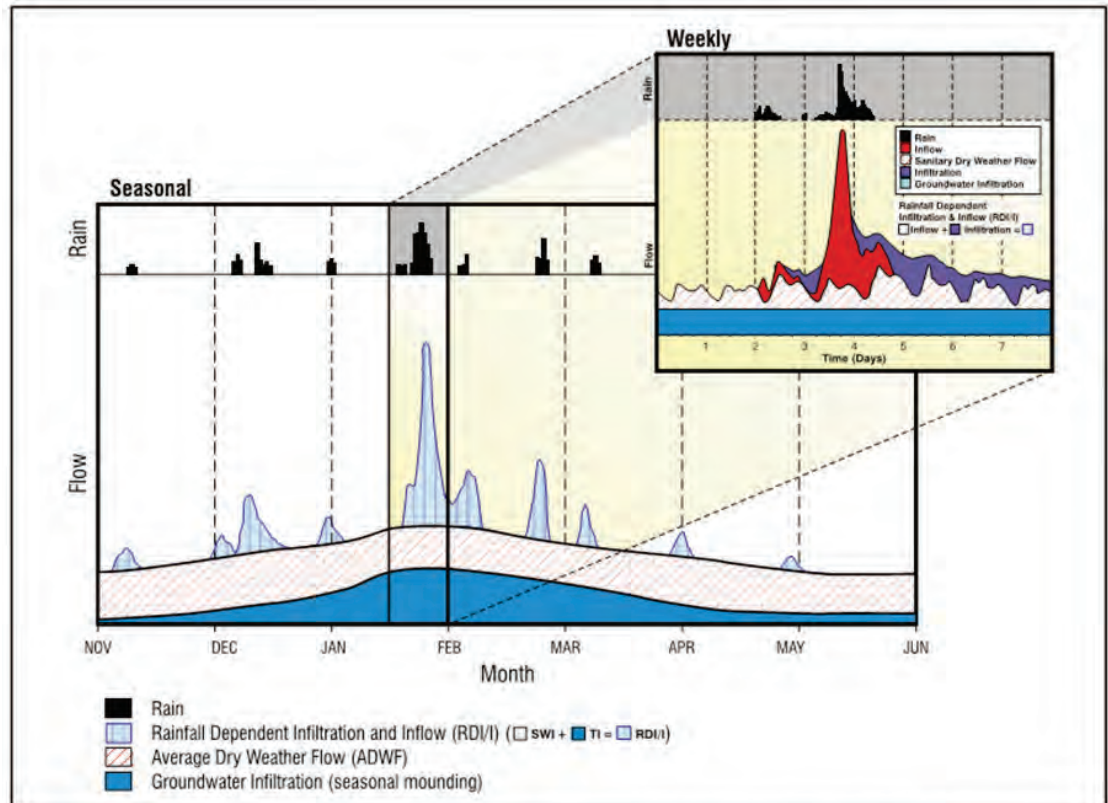 Weekly
Rain
Rain
Inflow
Sanitary Dry Weather Flow
Infiltration
Groundwater Infiltration
Rainfall Dependent
Infiltration & Inflow (RDI/I)
Inflow + Infiltration =
Flow
1 2 3 4 5 6 7
Time (Days)
Seasonal
Rain
Flow
NOV DEC JAN FEB MAR APR MAY JUN
Month
Rain
Rainfall Dependent Infiltration and Inflow (RDI/I) ( SWI + TI = RDI/I)
Average Dry Weather Flow (ADWF)
Groundwater Infiltration (seasonal mounding)